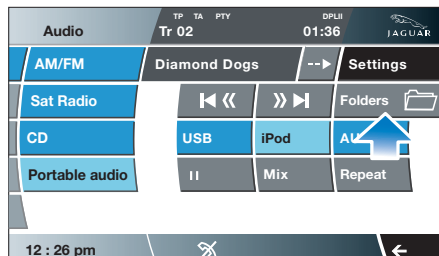 TP TA PTY DPLII
Audio Tr 02 01:36 JAGUAR
AM/FM Diamond Dogs Settings
Sat Radio Folders
CD USB iPod
Portable audio Mix Repeat
12 : 26 pm